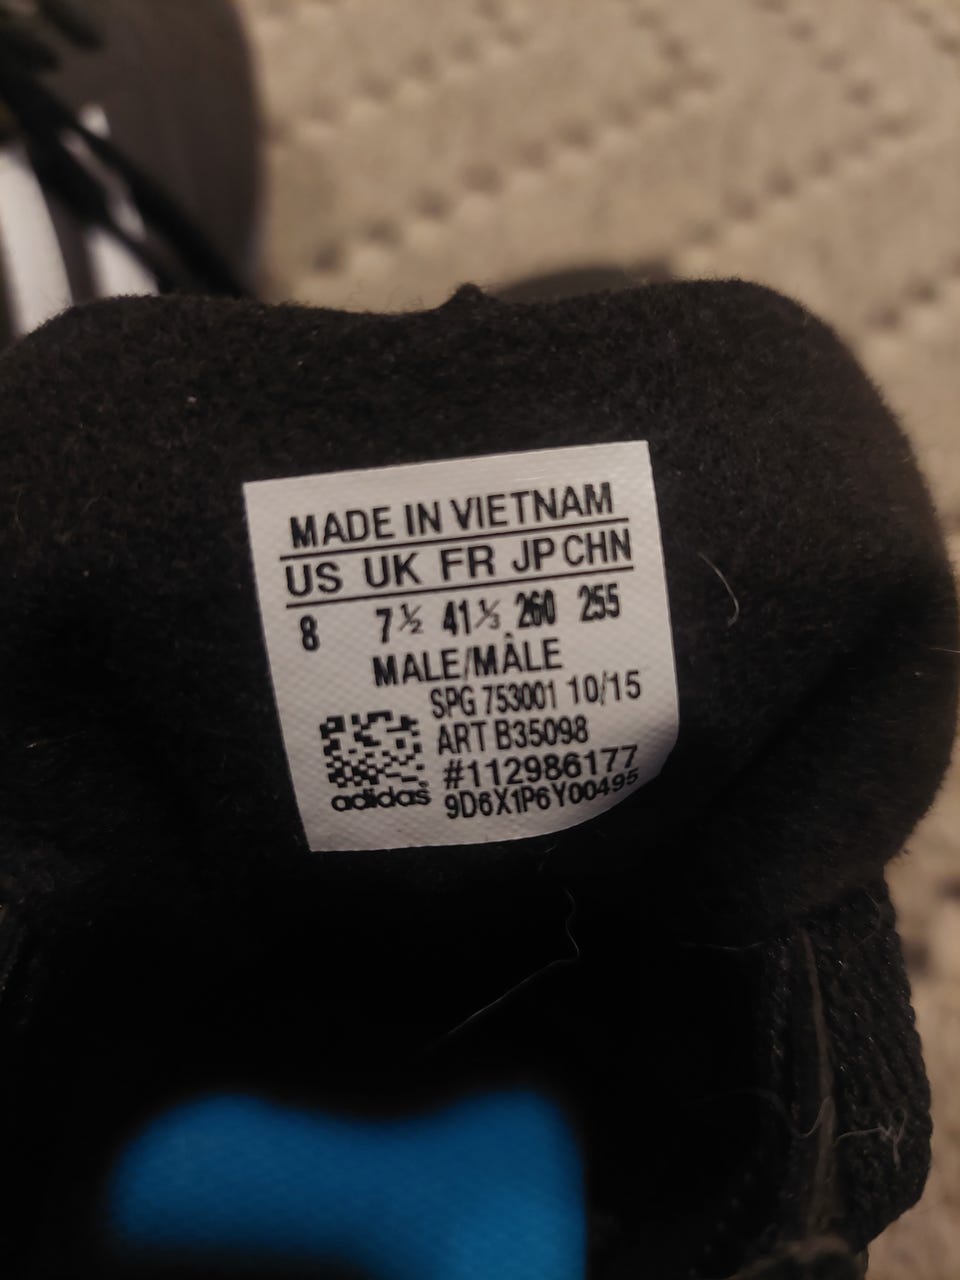 MADE IN VIETNAM
US UK FR JP CHN
8 7½ 41⅓ 260 255
MALE/MÂLE
SPG 753001 10/15
ART B35098
#112986177
adidas 9D6X1P6Y00495